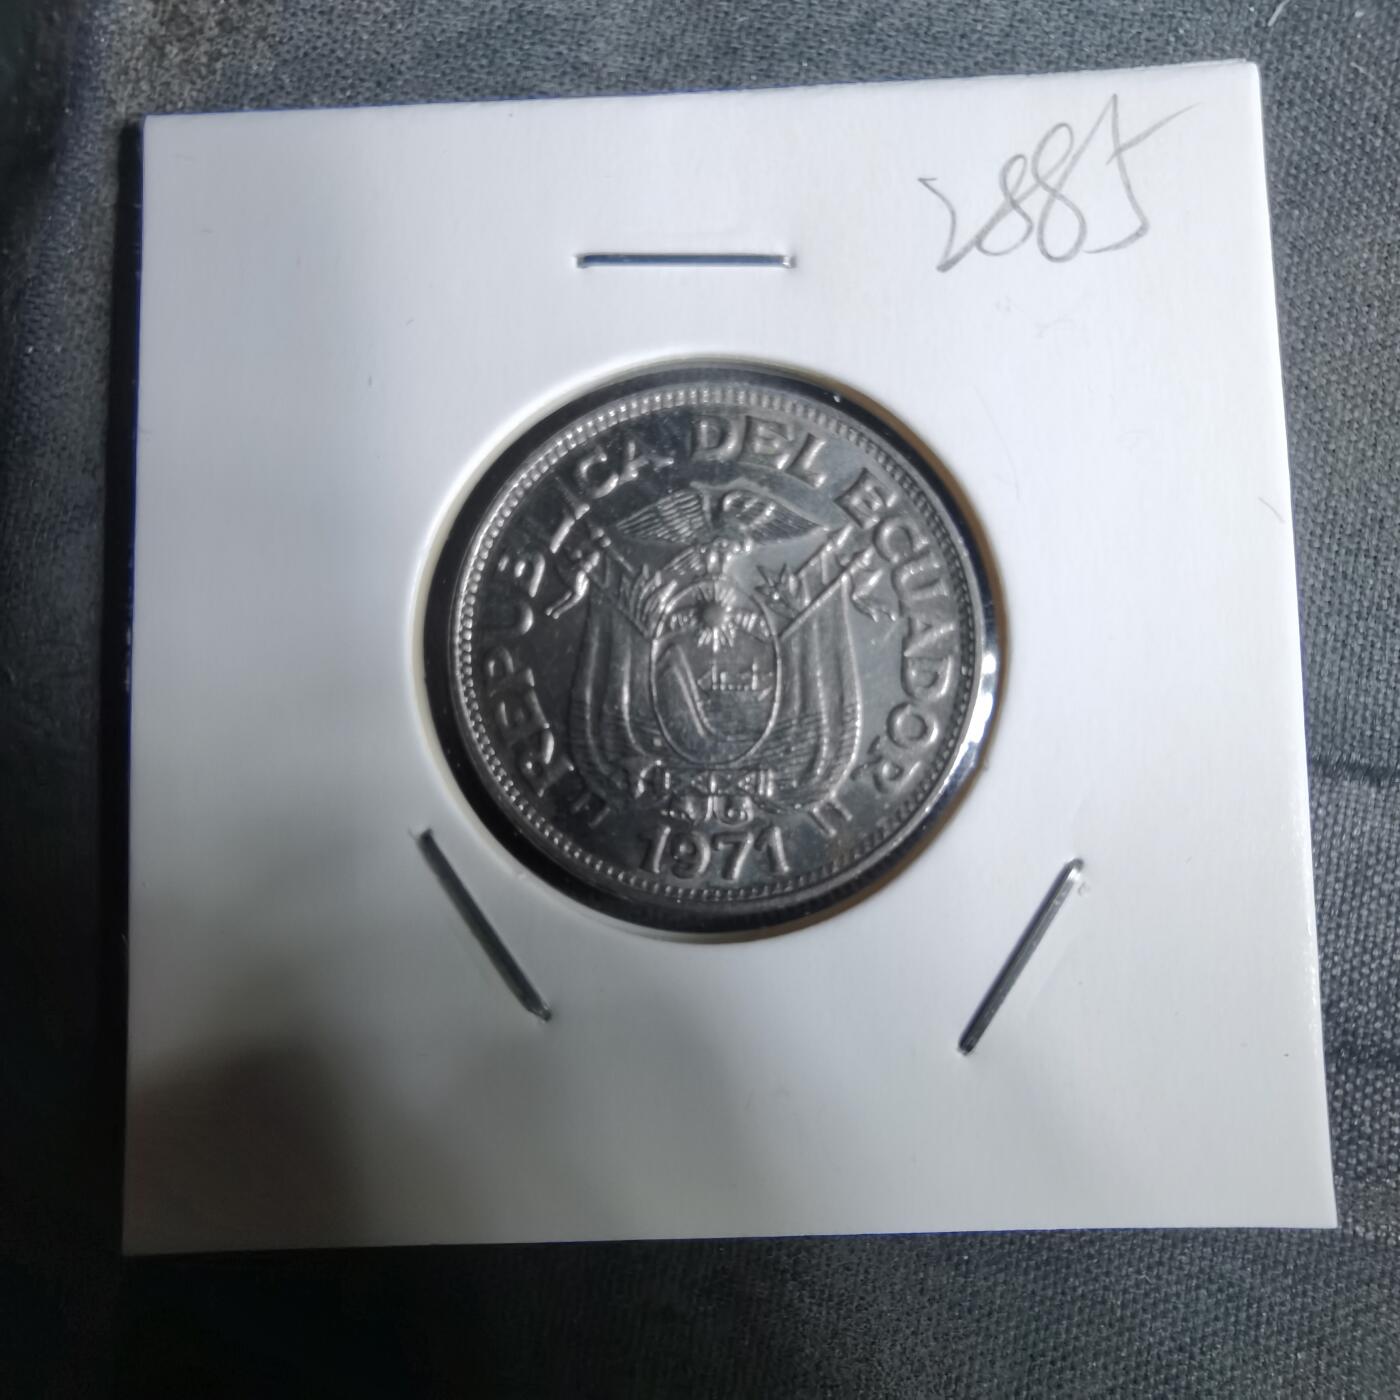 2885
REPUBLICA DEL ECUADOR
1971